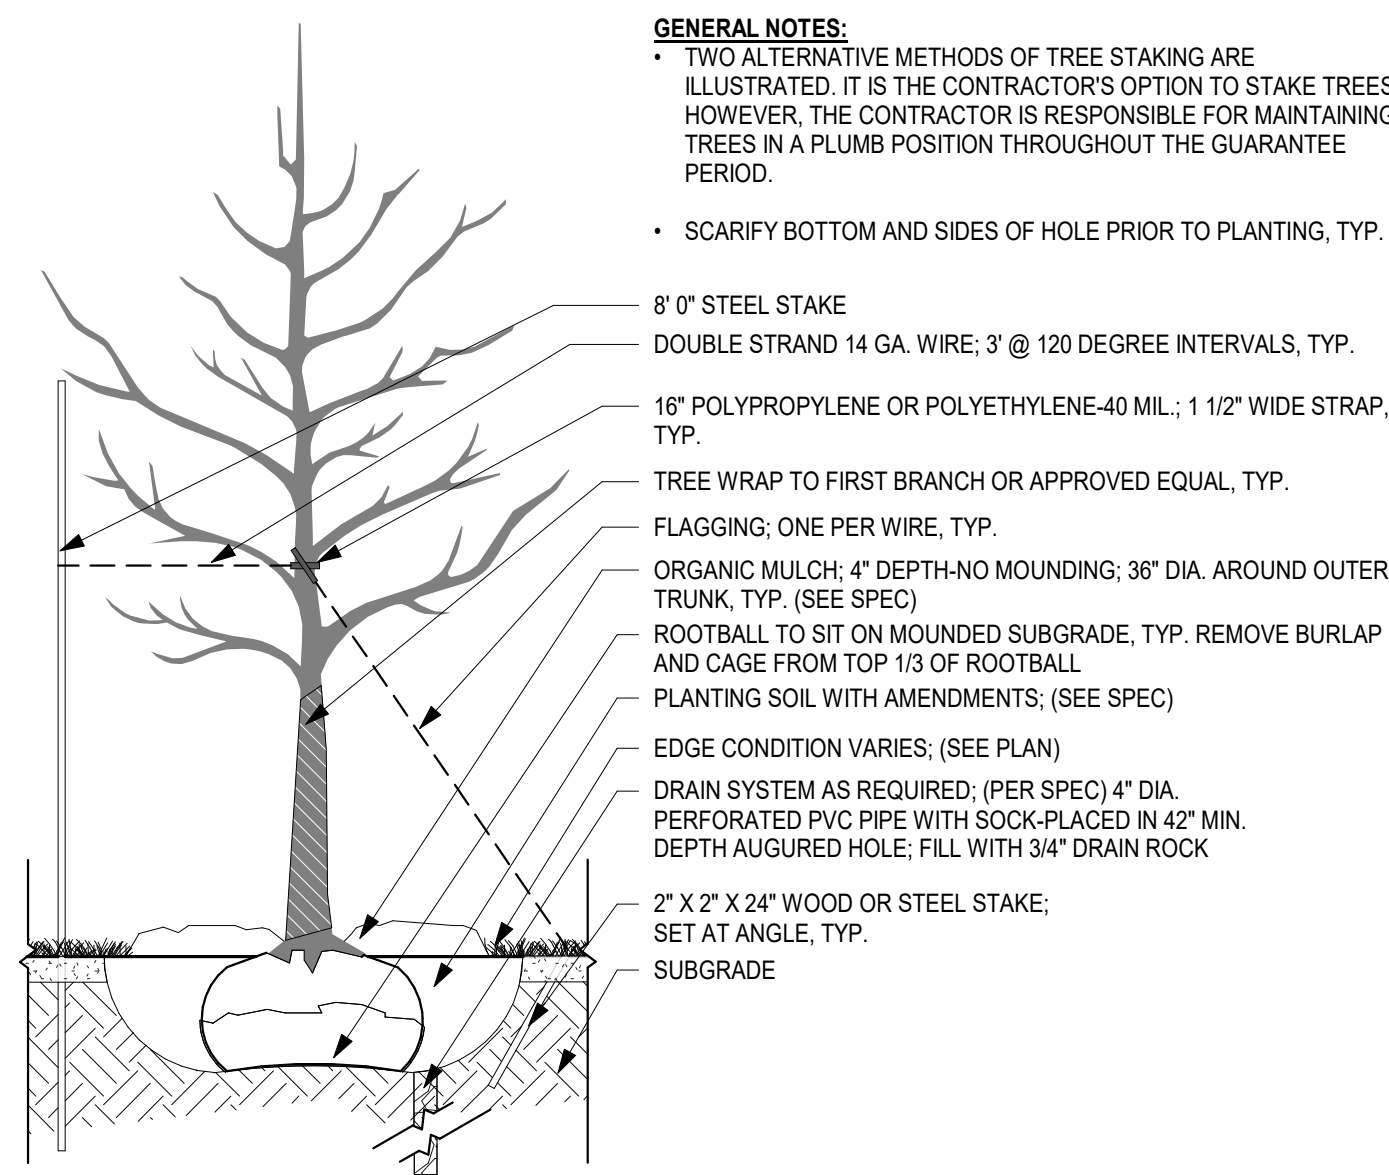 GENERAL NOTES:
• TWO ALTERNATIVE METHODS OF TREE STAKING ARE
ILLUSTRATED. IT IS THE CONTRACTOR'S OPTION TO STAKE TREES
HOWEVER, THE CONTRACTOR IS RESPONSIBLE FOR MAINTAINING
TREES IN A PLUMB POSITION THROUGHOUT THE GUARANTEE
PERIOD.
• SCARIFY BOTTOM AND SIDES OF HOLE PRIOR TO PLANTING, TYP.
8' 0" STEEL STAKE
DOUBLE STRAND 14 GA. WIRE; 3' @ 120 DEGREE INTERVALS, TYP.
16" POLYPROPYLENE OR POLYETHYLENE-40 MIL.; 1 1/2" WIDE STRAP,
TYP.
TREE WRAP TO FIRST BRANCH OR APPROVED EQUAL, TYP.
FLAGGING; ONE PER WIRE, TYP.
ORGANIC MULCH; 4" DEPTH-NO MOUNDING; 36" DIA. AROUND OUTER
TRUNK, TYP. (SEE SPEC)
ROOTBALL TO SIT ON MOUNDED SUBGRADE, TYP. REMOVE BURLAP
AND CAGE FROM TOP 1/3 OF ROOTBALL
PLANTING SOIL WITH AMENDMENTS; (SEE SPEC)
EDGE CONDITION VARIES; (SEE PLAN)
DRAIN SYSTEM AS REQUIRED; (PER SPEC) 4" DIA.
PERFORATED PVC PIPE WITH SOCK-PLACED IN 42" MIN.
DEPTH AUGURED HOLE; FILL WITH 3/4" DRAIN ROCK
2" X 2" X 24" WOOD OR STEEL STAKE;
SET AT ANGLE, TYP.
SUBGRADE